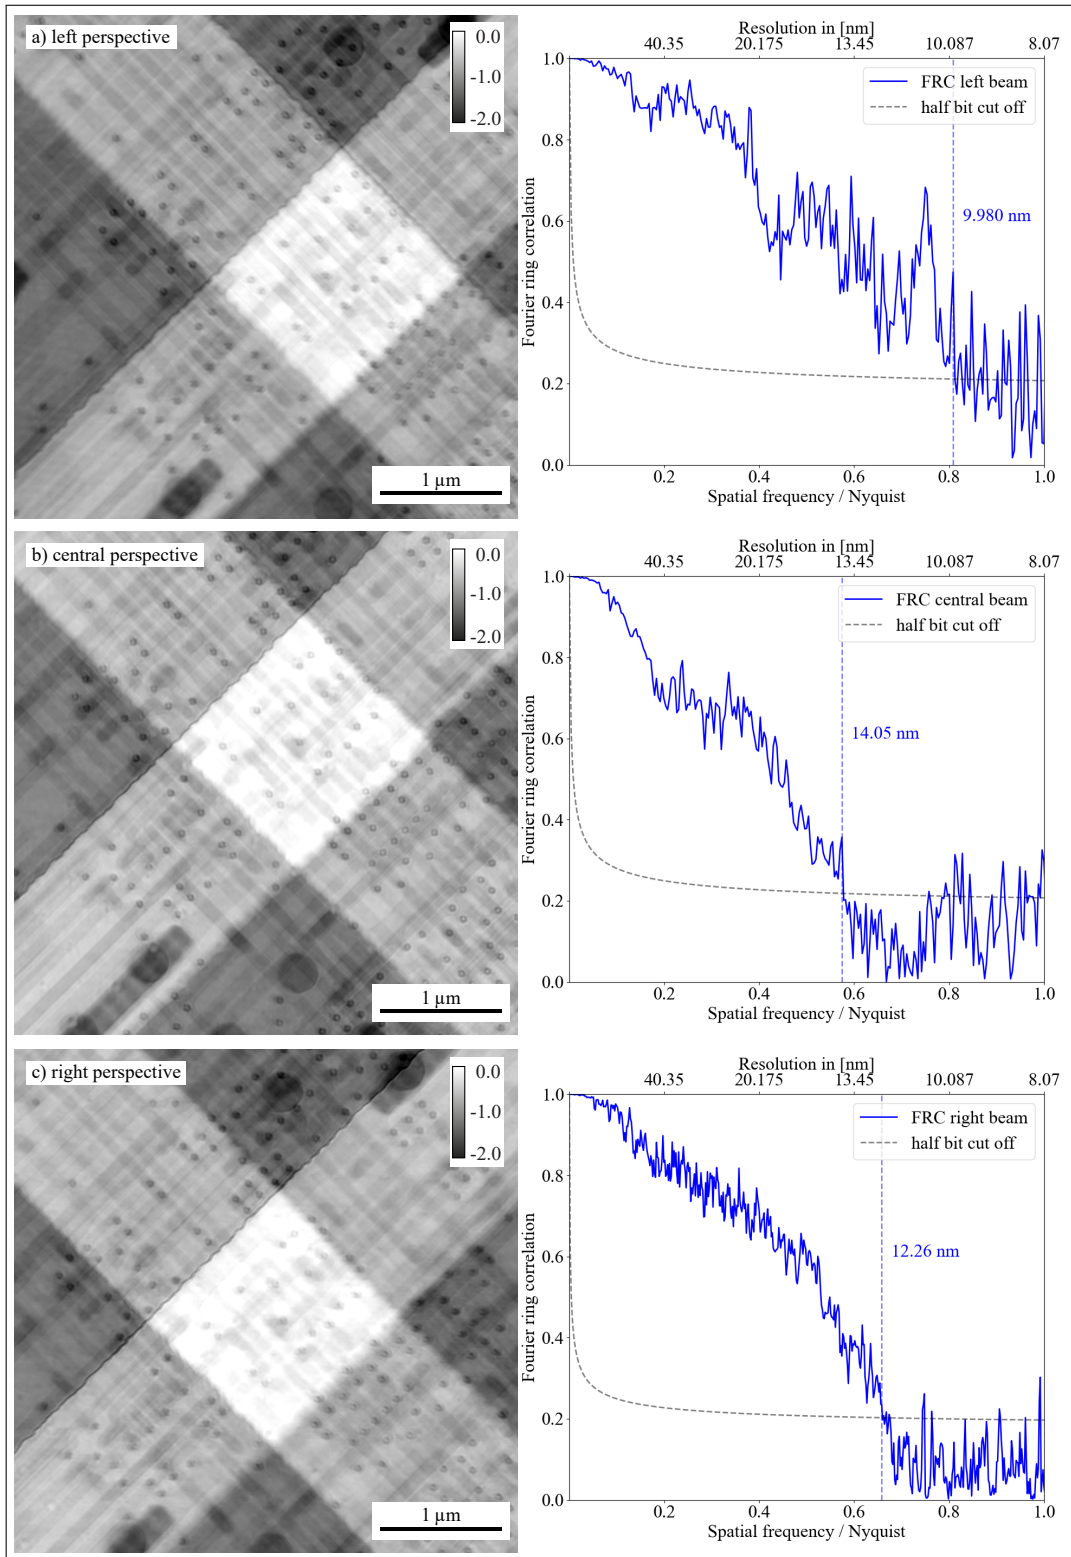 a) left perspective
0.0
-1.0
-2.0
1 µm
Resolution in [nm]
40.35 20.175 13.45 10.087 8.07
1.0
0.8
0.6
0.4
0.2
0.0
Fourier ring correlation
FRC left beam
half bit cut off
9.980 nm
0.2 0.4 0.6 0.8 1.0
Spatial frequency / Nyquist
b) central perspective
0.0
-1.0
-2.0
1 µm
Resolution in [nm]
40.35 20.175 13.45 10.087 8.07
1.0
0.8
0.6
0.4
0.2
0.0
Fourier ring correlation
FRC central beam
half bit cut off
14.05 nm
0.2 0.4 0.6 0.8 1.0
Spatial frequency / Nyquist
c) right perspective
0.0
-1.0
-2.0
1 µm
Resolution in [nm]
40.35 20.175 13.45 10.087 8.07
1.0
0.8
0.6
0.4
0.2
0.0
Fourier ring correlation
FRC right beam
half bit cut off
12.26 nm
0.2 0.4 0.6 0.8 1.0
Spatial frequency / Nyquist